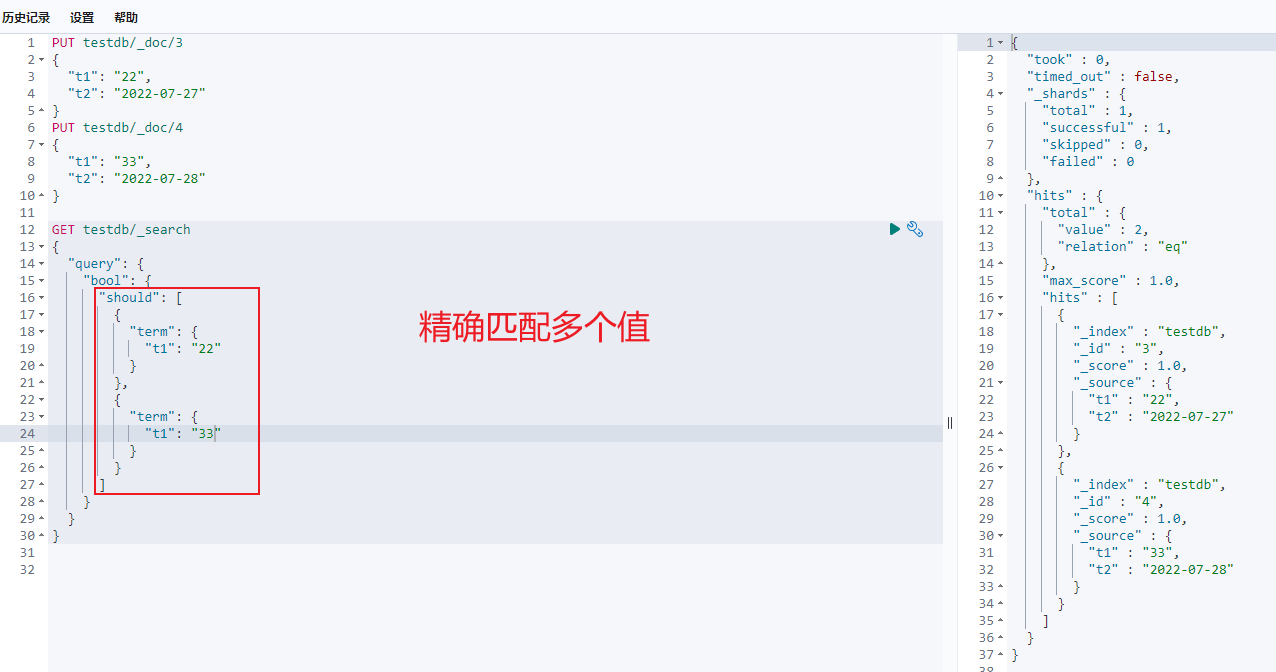 历史记录 设置 帮助
1 PUT testdb/_doc/3
2 {
3 "t1": "22",
4 "t2": "2022-07-27"
5 }
6 PUT testdb/_doc/4
7 {
8 "t1": "33",
9 "t2": "2022-07-28"
10 }
11
12 GET testdb/_search
13 {
14 "query": {
15 "bool": {
16 "should": [
17 {
18 "term": {
19 "t1": "22"
20 }
21 },
22 {
23 "term": {
24 "t1": "33"
25 }
26 }
27 ]
28 }
29 }
30 }
31
32
精确匹配多个值
1 {
2 "took" : 0,
3 "timed_out" : false,
4 "_shards" : {
5 "total" : 1,
6 "successful" : 1,
7 "skipped" : 0,
8 "failed" : 0
9 },
10 "hits" : {
11 "total" : {
12 "value" : 2,
13 "relation" : "eq"
14 },
15 "max_score" : 1.0,
16 "hits" : [
17 {
18 "_index" : "testdb",
19 "_id" : "3",
20 "_score" : 1.0,
21 "_source" : {
22 "t1" : "22",
23 "t2" : "2022-07-27"
24 }
25 },
26 {
27 "_index" : "testdb",
28 "_id" : "4",
29 "_score" : 1.0,
30 "_source" : {
31 "t1" : "33",
32 "t2" : "2022-07-28"
33 }
34 }
35 ]
36 }
37 }
38